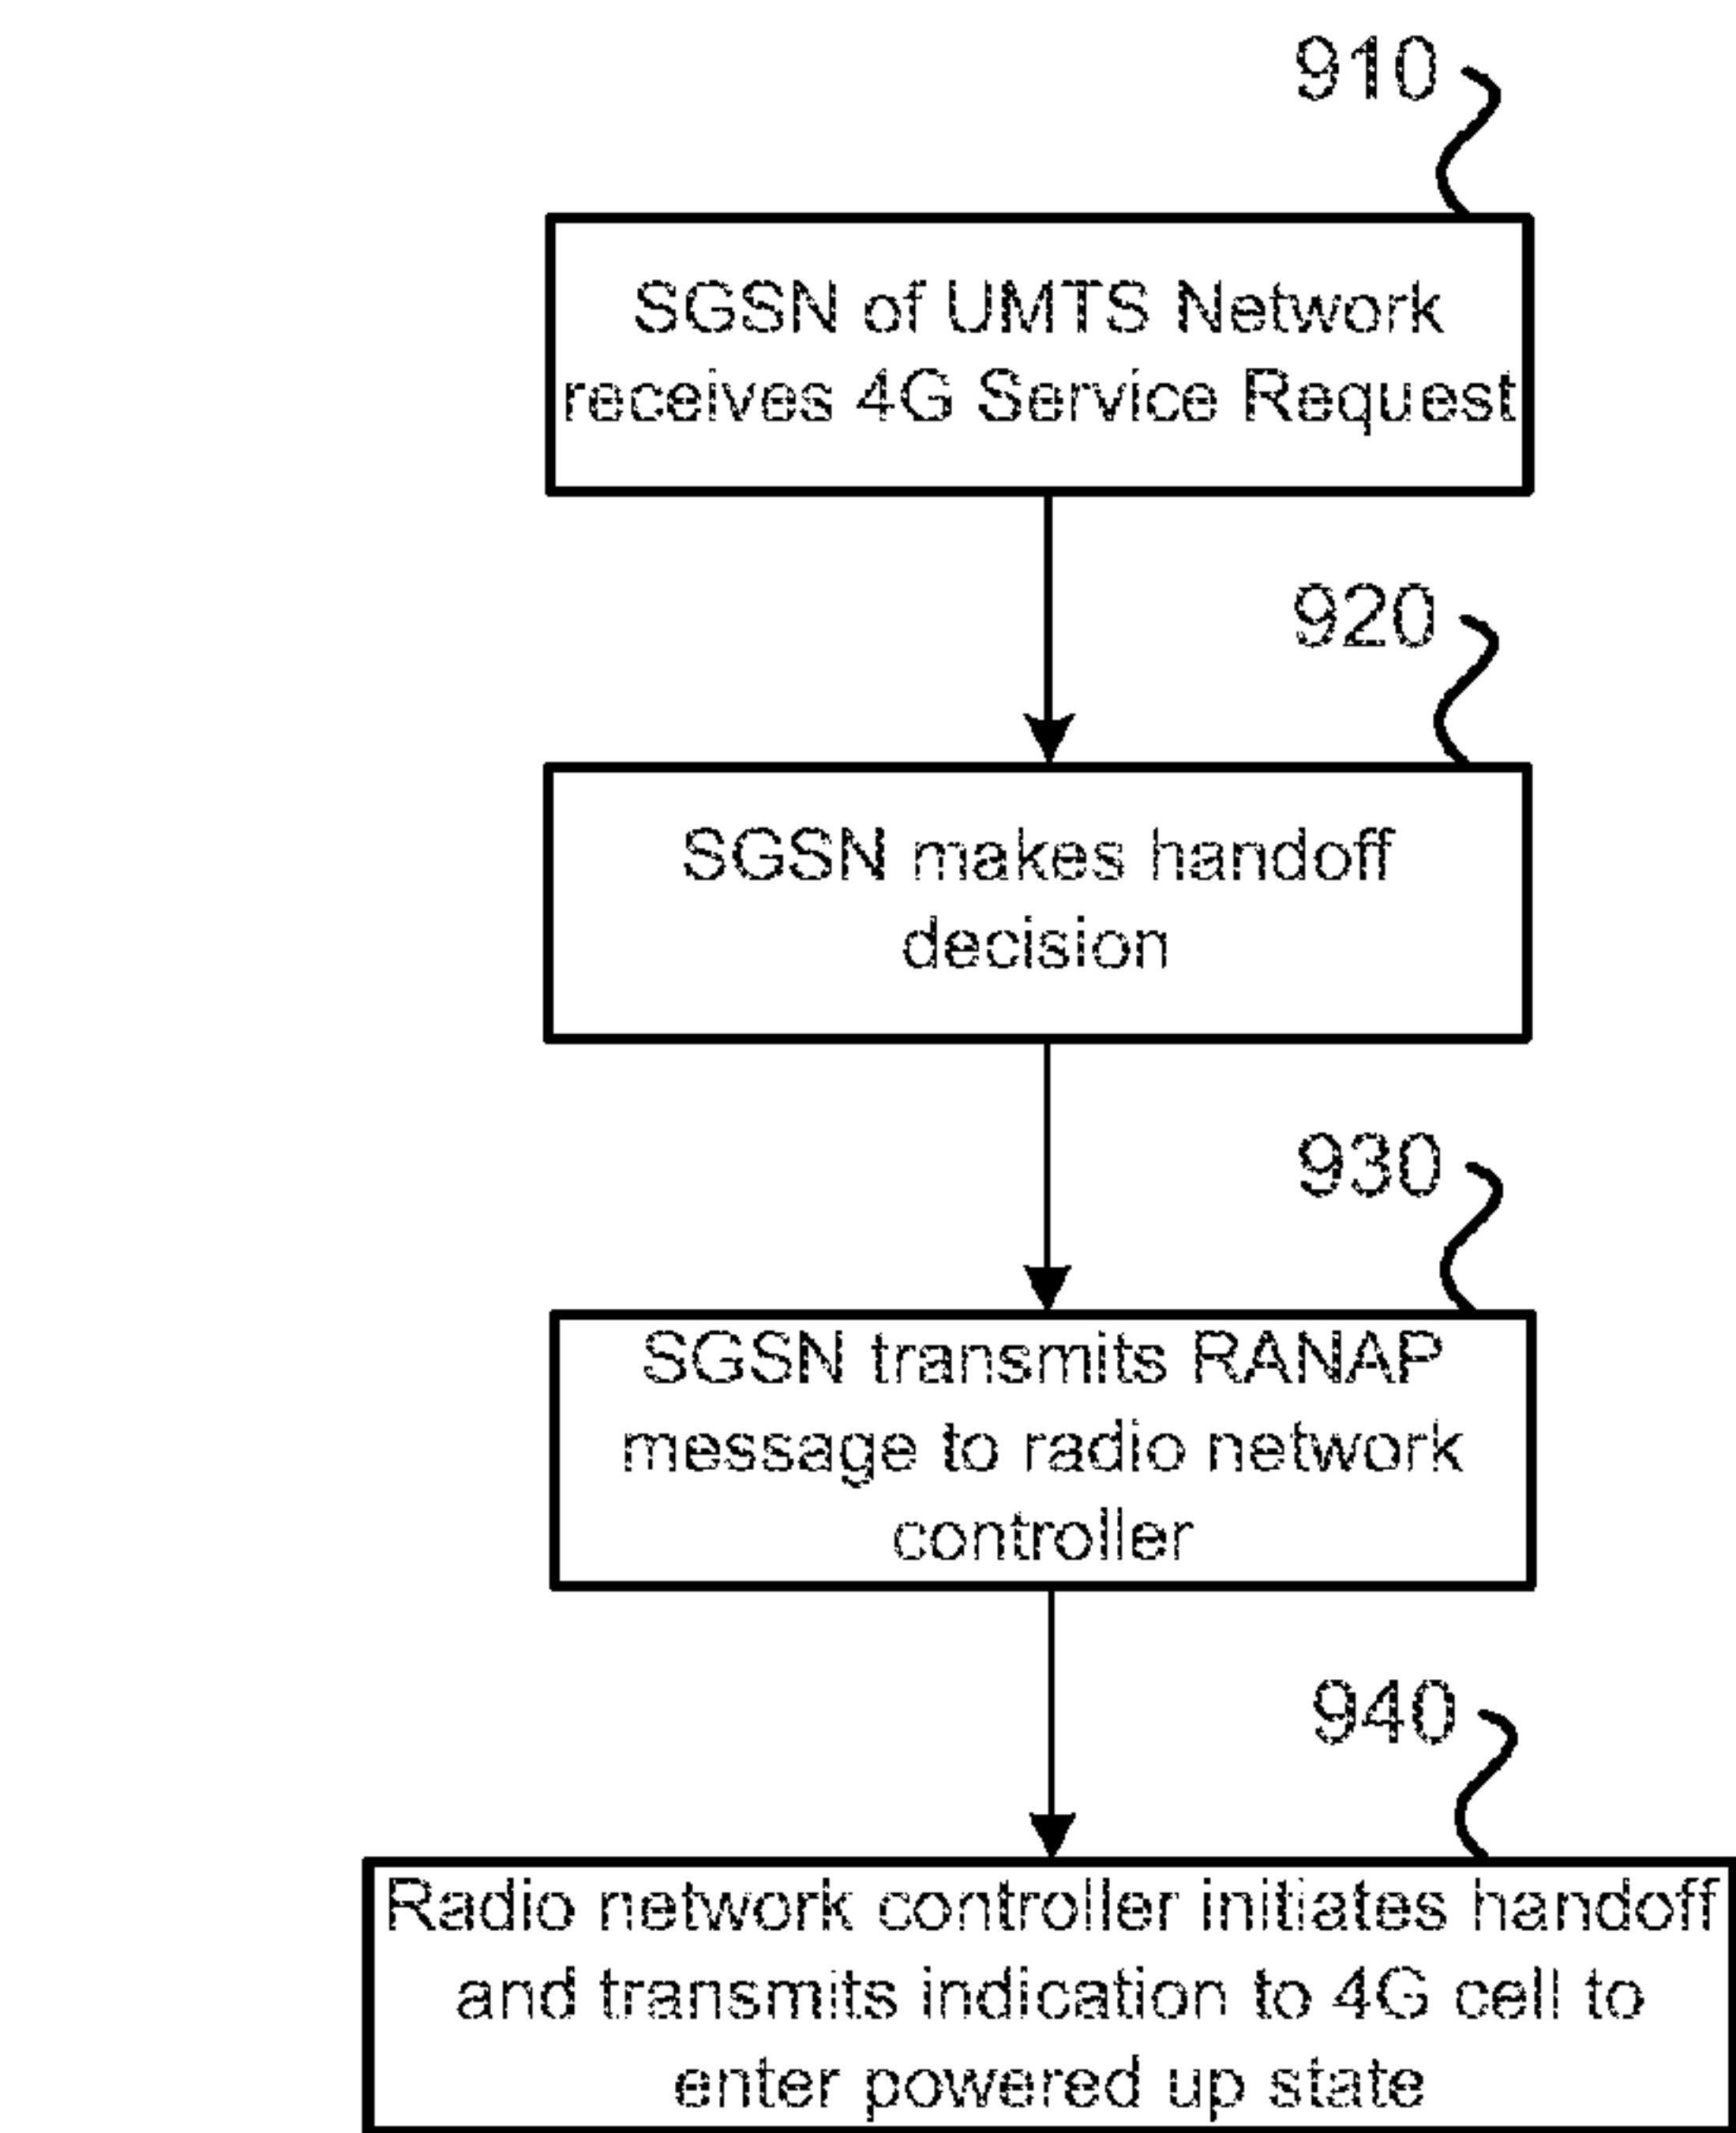 910
SGSN of UMTS Network
receives 4G Service Request
920
SGSN makes handoff
decision
930
SGSN transmits RANAP
message to radio network
controller
940
Radio network controller initiates handoff
and transmits indication to 4G cell to
enter powered up state